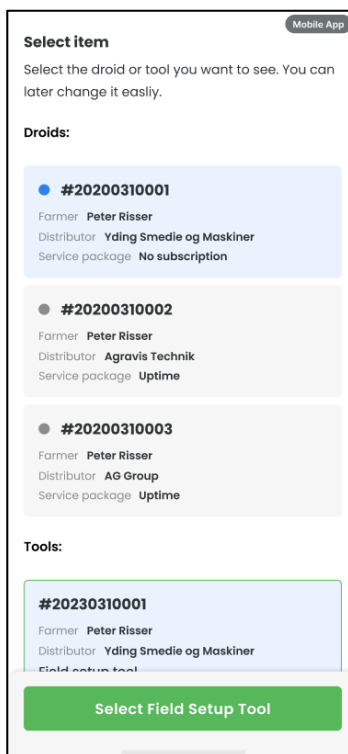 Mobile App
Select item
Select the droid or tool you want to see. You can
later change it easliy.
Droids:
#20200310001
Farmer Peter Risser
Distributor Yding Smedie og Maskiner
Service package No subscription
#20200310002
Farmer Peter Risser
Distributor Agravis Technik
Service package Uptime
#20200310003
Farmer Peter Risser
Distributor AG Group
Service package Uptime
Tools:
#20230310001
Farmer Peter Risser
Distributor Yding Smedie og Maskiner
Field setup tool
Select Field Setup Tool